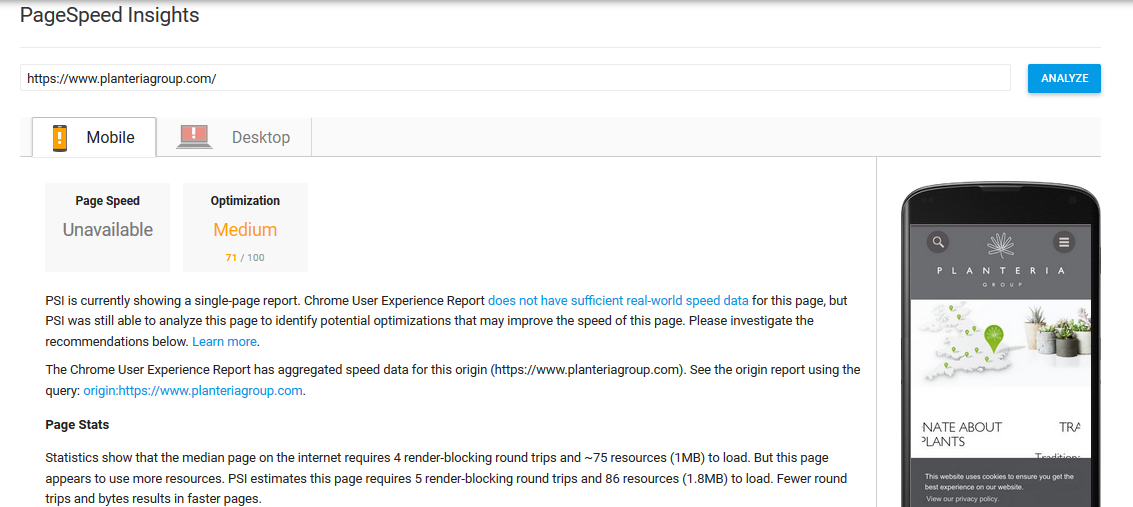 PageSpeed Insights
https://www.planteriagroup.com/
ANALYZE
Mobile
Desktop
Page Speed
Unavailable
Optimization
Medium
71 / 100
PSI is currently showing a single-page report. Chrome User Experience Report does not have sufficient real-world speed data for this page, but
PSI was still able to analyze this page to identify potential optimizations that may improve the speed of this page. Please investigate the
recommendations below. Learn more.
The Chrome User Experience Report has aggregated speed data for this origin (https://www.planteriagroup.com). See the origin report using the
query: origin:https://www.planteriagroup.com.
Page Stats
Statistics show that the median page on the internet requires 4 render-blocking round trips and ~75 resources (1MB) to load. But this page
appears to use more resources. PSI estimates this page requires 5 render-blocking round trips and 86 resources (1.8MB) to load. Fewer round
trips and bytes results in faster pages.
PLANTERIA
GROUP
NATE ABOUT
PLANTS
TRA
Traditiona
This website uses cookies to ensure you get the
best experience on our website.
View our privacy policy.